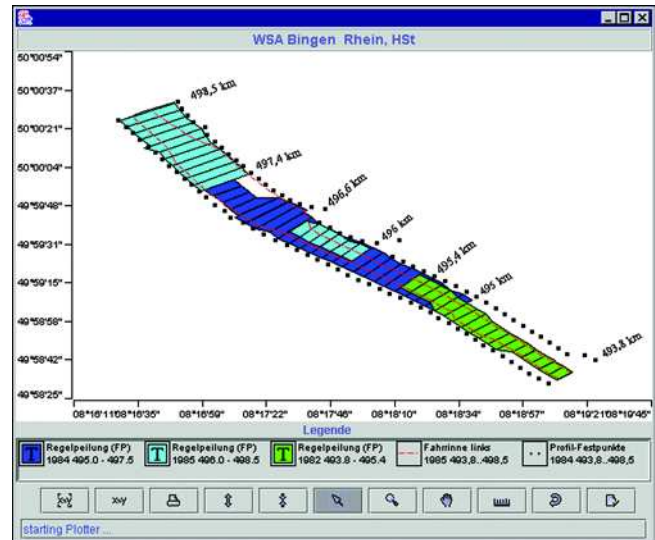 WSA Bingen Rhein, HSt
50°00'54"
50°00'37"
50°00'21"
50°00'04"
49°59'48"
49°59'31"
49°59'15"
49°58'58"
49°58'42"
49°58'25"
498,5 km
497,4 km
496,6 km
496 km
495,4 km
495 km
493,8 km
08°16'11" 08°16'35" 08°16'59" 08°17'22" 08°17'46" 08°18'10" 08°18'34" 08°18'57" 08°19'21" 08°19'45"
Legende
T Regelpeilung (FP)
1984 495.0 - 497.5
T Regelpeilung (FP)
1985 496.0 - 498.5
T Regelpeilung (FP)
1982 493.8 - 495.4
Fahrrinne links
1985 493,8..498,5
Profil-Festpunkte
1984 493,8..498,5
starting Plotter ...